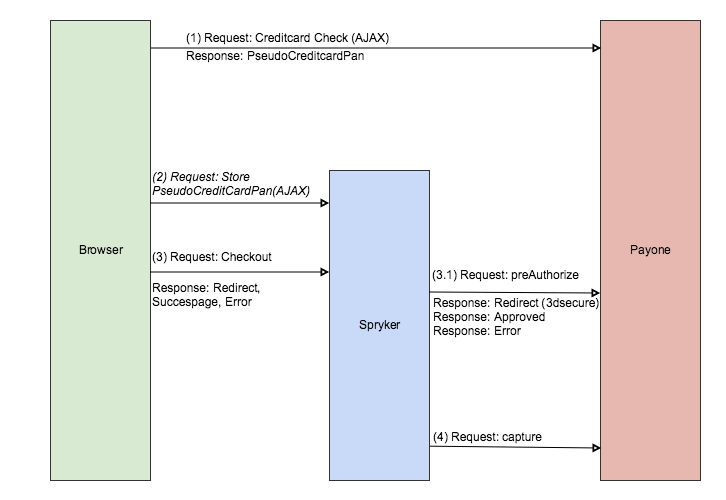 (1) Request: Creditcard Check (AJAX)
Response: PseudoCreditcardPan
(2) Request: Store
PseudoCreditCardPan(AJAX)
Browser
(3) Request: Checkout
Response: Redirect,
Succespage, Error
Spryker
(3.1) Request: preAuthorize
Response: Redirect (3dsecure)
Response: Approved
Response: Error
(4) Request: capture
Payone